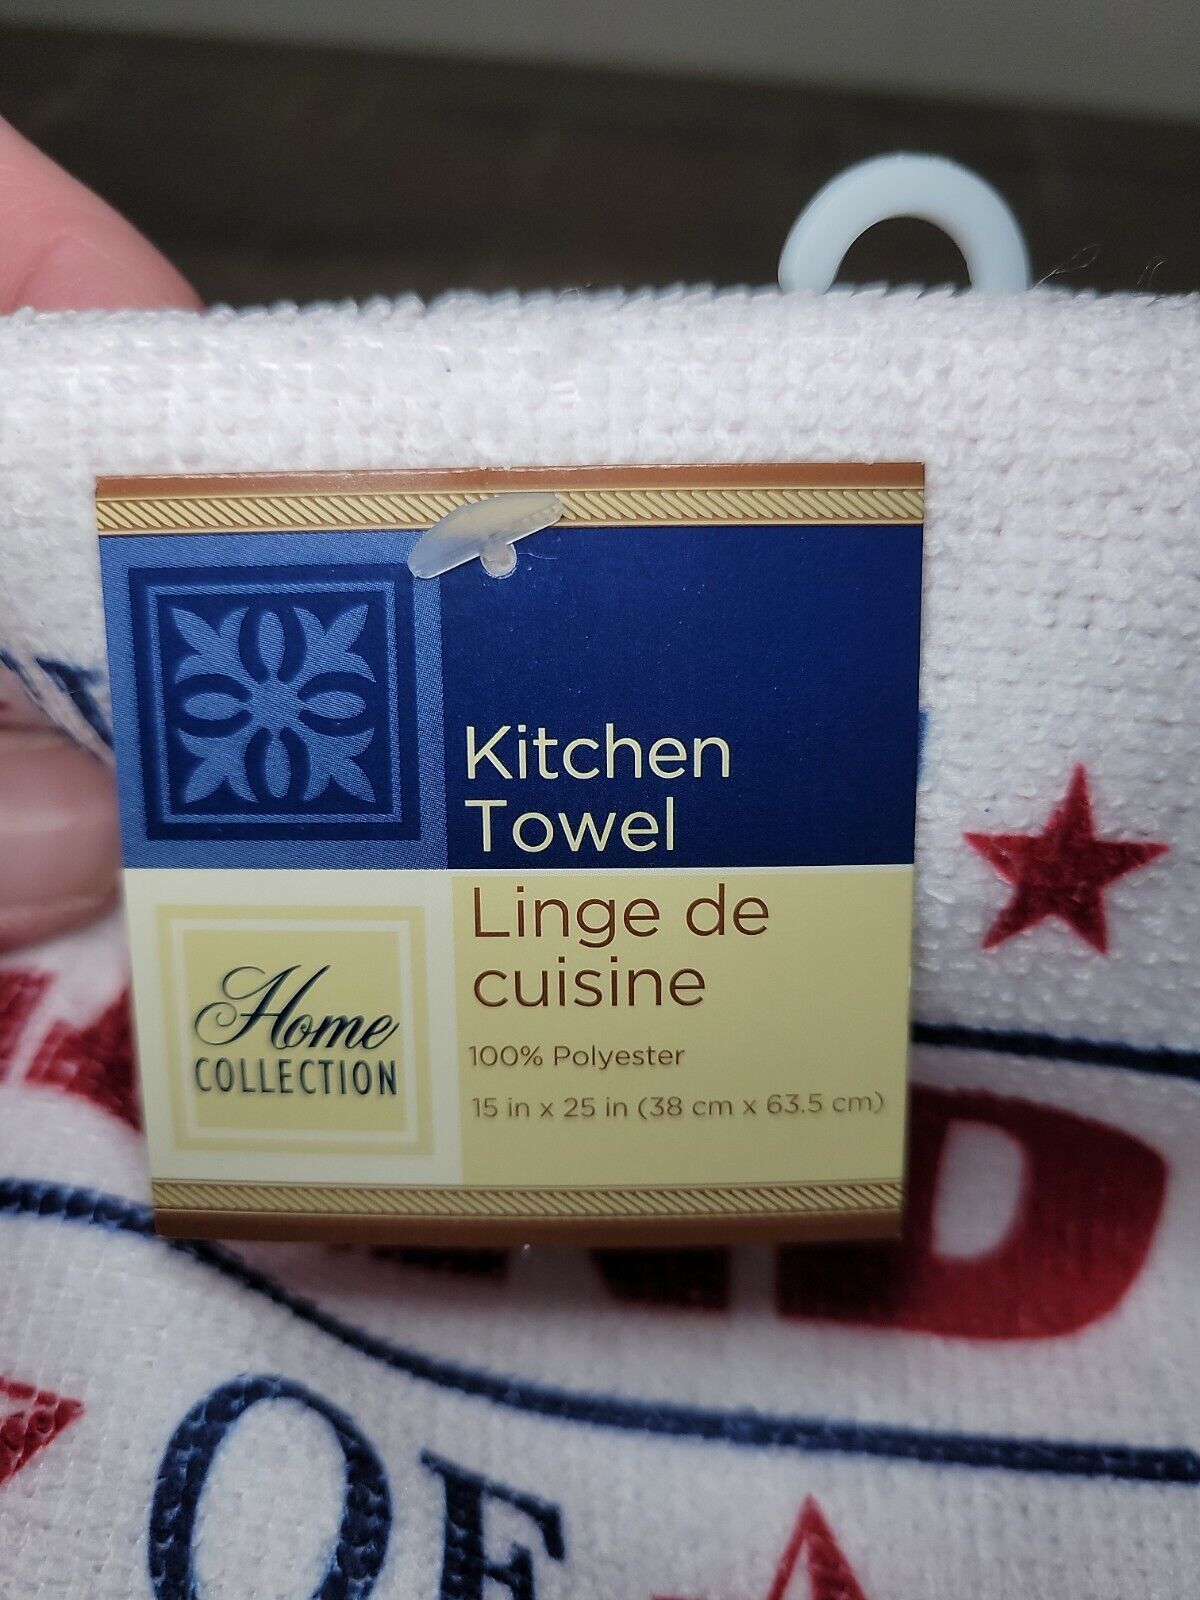 Kitchen
Towel
Linge de
cuisine
100% Polyester
15 in x 25 in (38 cm x 63.5 cm)
Home
COLLECTION
OF